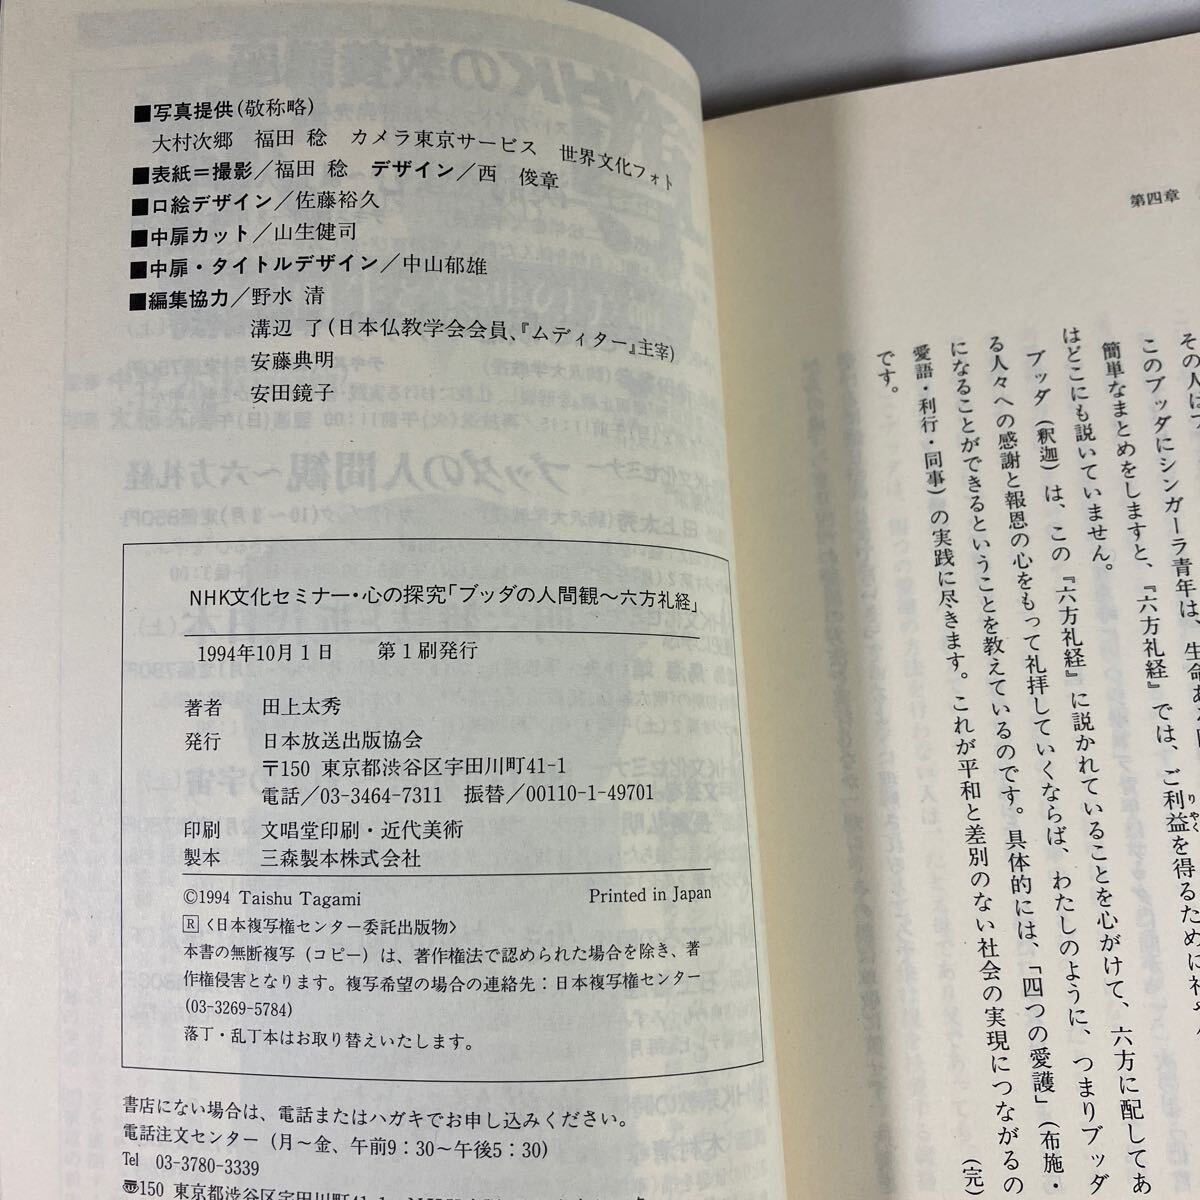 ■写真提供(敬称略)
大村次郷　福田 稔　カメラ東京サービス　世界文化フォト
■表紙＝撮影／福田 稔　デザイン／西　俊章
■口絵デザイン／佐藤裕久
■中扉カット／山生健司
■中扉・タイトルデザイン／中山郁雄
■編集協力／野水 清
溝辺 了(日本仏教学会会員、『ムディター』主宰)
安藤典明
安田鏡子
NHK文化セミナー・心の探究「ブッダの人間観～六方礼経」
1994年10月1日　　第1刷発行
著者　田上太秀
発行　日本放送出版協会
〒150 東京都渋谷区宇田川町41-1
電話／03-3464-7311　振替／00110-1-49701
印刷　文唱堂印刷・近代美術
製本　三森製本株式会社
©1994 Taishu Tagami　Printed in Japan
R〈日本複写権センター委託出版物〉
本書の無断複写（コピー）は、著作権法で認められた場合を除き、著
作権侵害となります。複写希望の場合の連絡先：日本複写権センター
(03-3269-5784)
落丁・乱丁本はお取り替えいたします。
書店にない場合は、電話またはハガキでお申し込みください。
電話注文センター（月～金、午前9：30～午後5：30）
Tel　03-3780-3339
〠150 東京都渋谷区宇田川町41-1
第四章
このブッダにシンガーラ青年は、生命あ
簡単なまとめをしますと、『六方礼経』では、ご利益を得るために神や
りやく
はどこにも説いていません。
ブッダ（釈迦）は、この『六方礼経』に説かれていることを心がけて、六方に配してあ
る人々への感謝と報恩の心をもって礼拝していくならば、わたしのように、つまりブッダ
になることができるということを教えているのです。具体的には、「四つの愛護」（布施・
愛語・利行・同事）の実践に尽きます。これが平和と差別のない社会の実現につながるの
です。
（完）